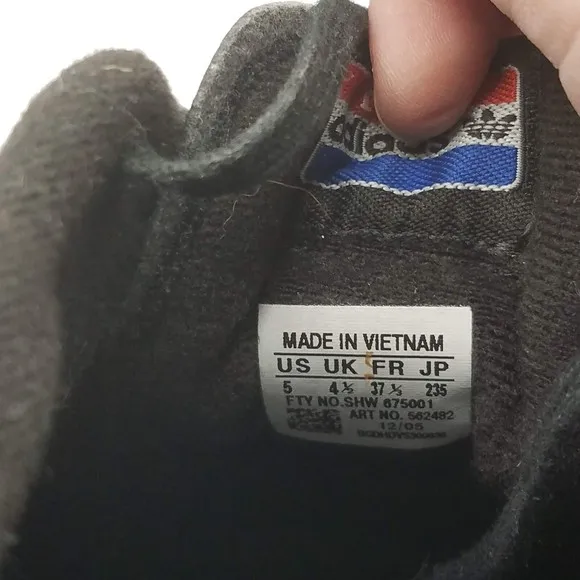 adidas
MADE IN VIETNAM
US UK FR JP
5 4½ 37⅓ 235
FTY NO.SHW 675001
ART NO. 562482
12/05